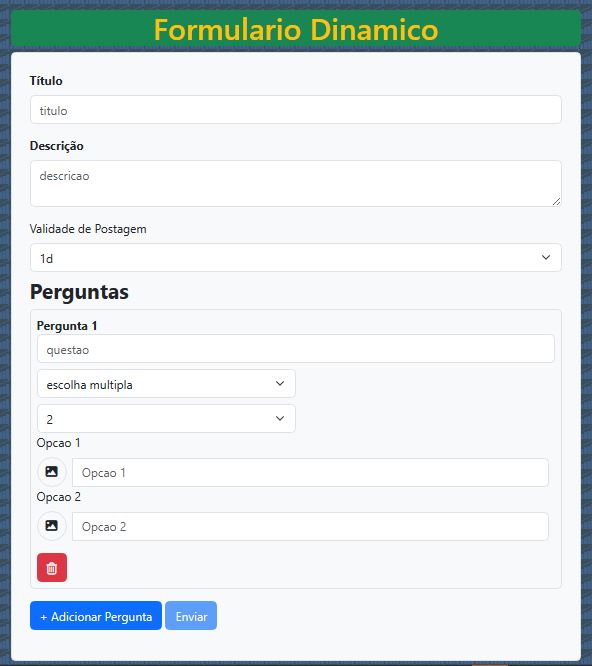 Formulario Dinamico
Título
titulo
Descrição
descricao
Validade de Postagem
1d
Perguntas
Pergunta 1
questao
escolha multipla
2
Opcao 1
Opcao 1
Opcao 2
Opcao 2
+ Adicionar Pergunta Enviar